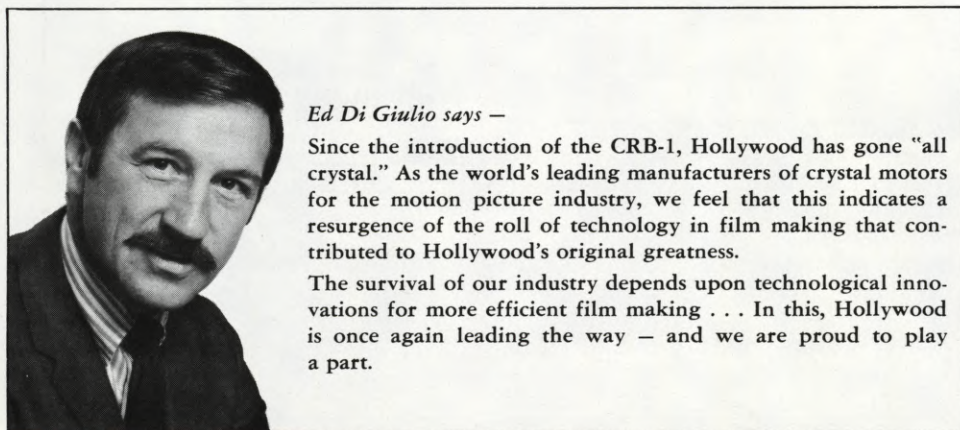 Ed Di Giulio says —
Since the introduction of the CRB-1, Hollywood has gone "all
crystal." As the world's leading manufacturers of crystal motors
for the motion picture industry, we feel that this indicates a
resurgence of the roll of technology in film making that con-
tributed to Hollywood's original greatness.
The survival of our industry depends upon technological inno-
vations for more efficient film making . . . In this, Hollywood
is once again leading the way — and we are proud to play
a part.